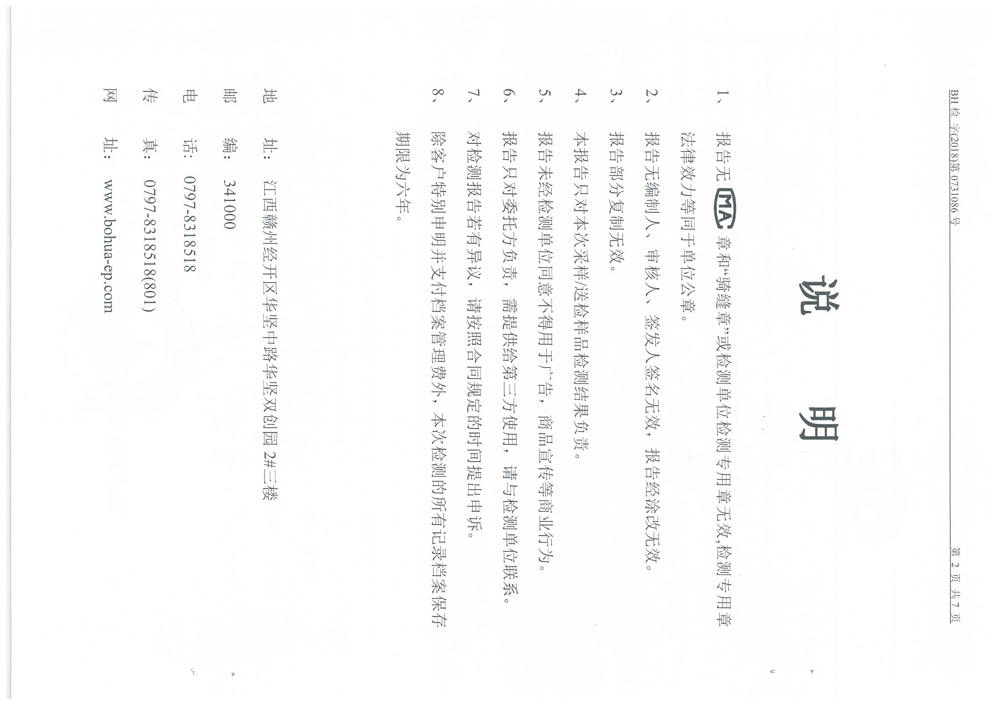 BH 检 字(2018)第 0731086 号 第 2 页 共 7 页
说 明
1、 报告无 MA 章和“骑缝章”或检测单位检测专用章无效,检测专用章
法律效力等同于单位公章。
2、 报告无编制人、审核人、签发人签名无效，报告经涂改无效。
3、 报告部分复制无效。
4、 本报告只对本次采样/送检样品检测结果负责。
5、 报告未经检测单位同意不得用于广告，商品宣传等商业行为。
6、 报告只对委托方负责，需提供给第三方使用，请与检测单位联系。
7、 对检测报告若有异议，请按照合同规定的时间提出申诉。
8、 除客户特别申明并支付档案管理费外，本次检测的所有记录档案保存
期限为六年。
地 址： 江西赣州经开区华坚中路华坚双创园 2#三楼
邮 编： 341000
电 话: 0797-8318518
传 真： 0797-8318518(801)
网 址： www.bohua-ep.com